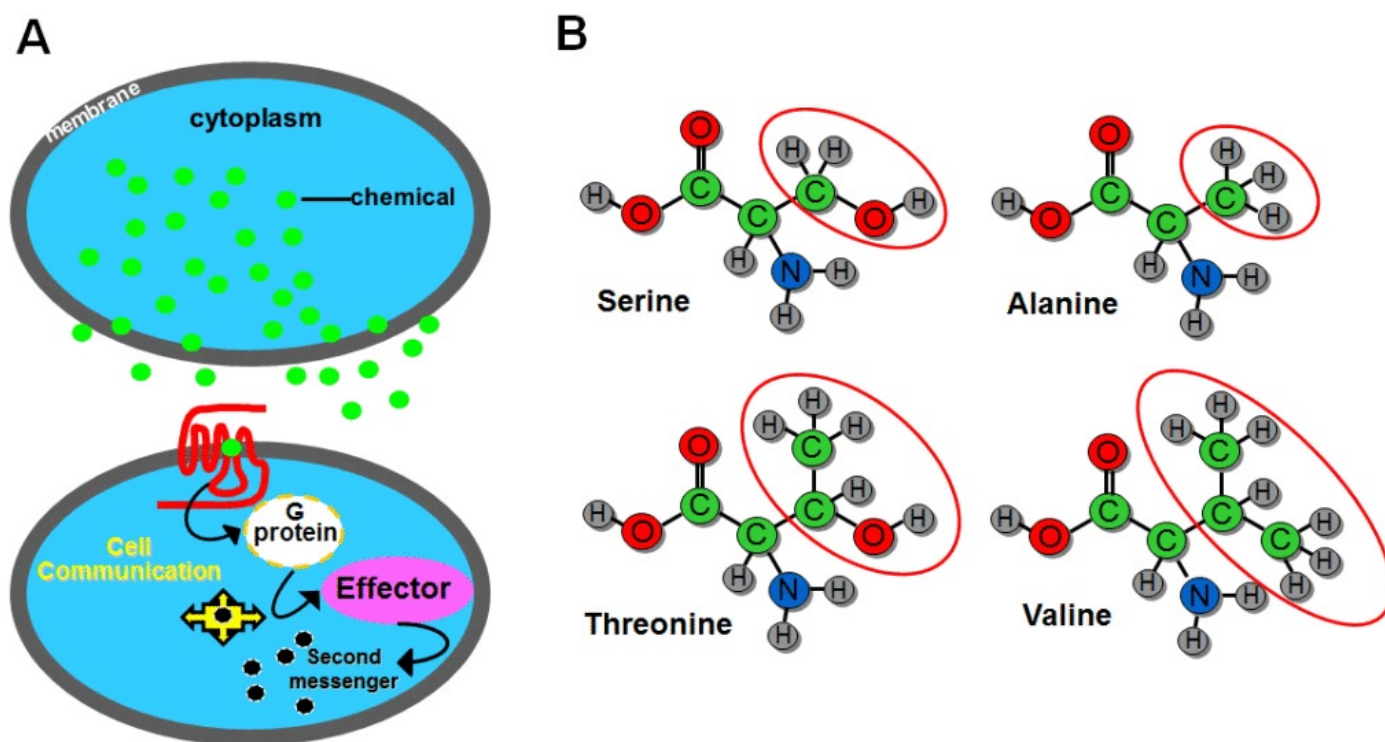 A
membrane
cytoplasm
chemical
G
protein
Cell
Communication
Effector
Second
messenger
B
O
H H
C C
H O C O H
H N H
H
Serine
O
H H
C C H
H O C
H N H
H
Alanine
H
H C H
O
C C H
H O C O H
H N H
H
Threonine
H
H C H
O
C C H H
H O C C H
H N H H
H
Valine